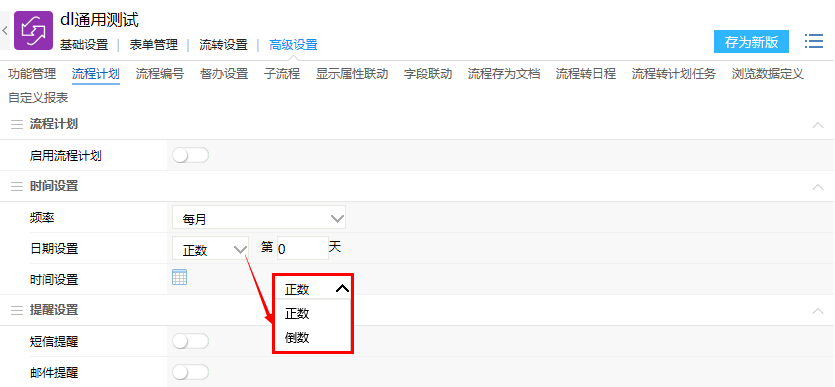 dl通用测试
基础设置 | 表单管理 | 流转设置 | 高级设置
存为新版
功能管理 流程计划 流程编号 督办设置 子流程 显示属性联动 字段联动 流程存为文档 流程转日程 流程转计划任务 浏览数据定义
自定义报表
流程计划
启用流程计划
时间设置
频率 每月
日期设置 正数 第 0 天
时间设置
正数
正数
倒数
提醒设置
短信提醒
邮件提醒